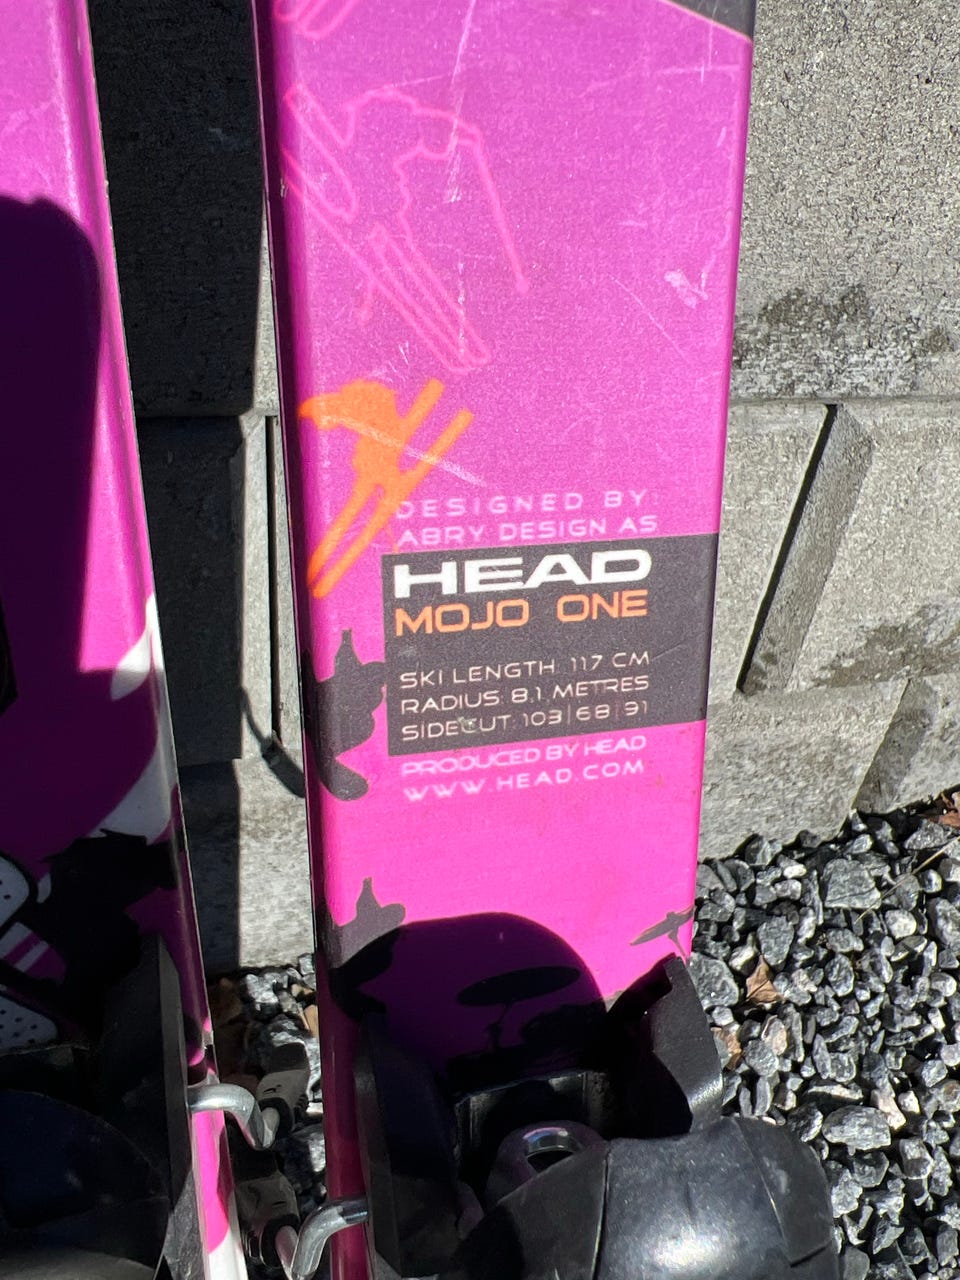 DESIGNED BY:
ABRY DESIGN AS
HEAD
MOJO ONE
SKI LENGTH: 117 CM
RADIUS: 8,1 METRES
SIDECUT: 103|68|91
PRODUCED BY HEAD
WWW.HEAD.COM